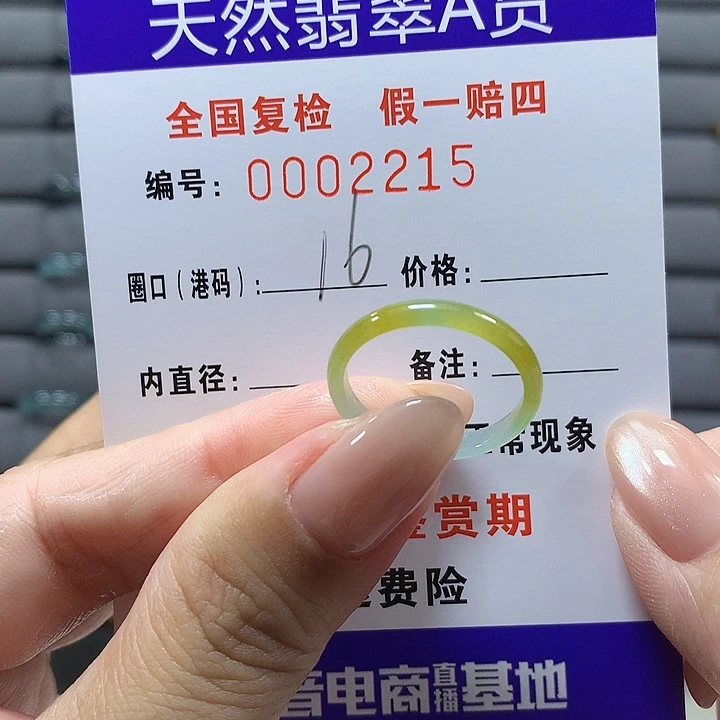 天然翡翠A货
全国复检 假一赔四
编号: 0002215
圈口(港码): 16 价格:
内直径: 备注:
常现象
赏期
费险
电商直播基地